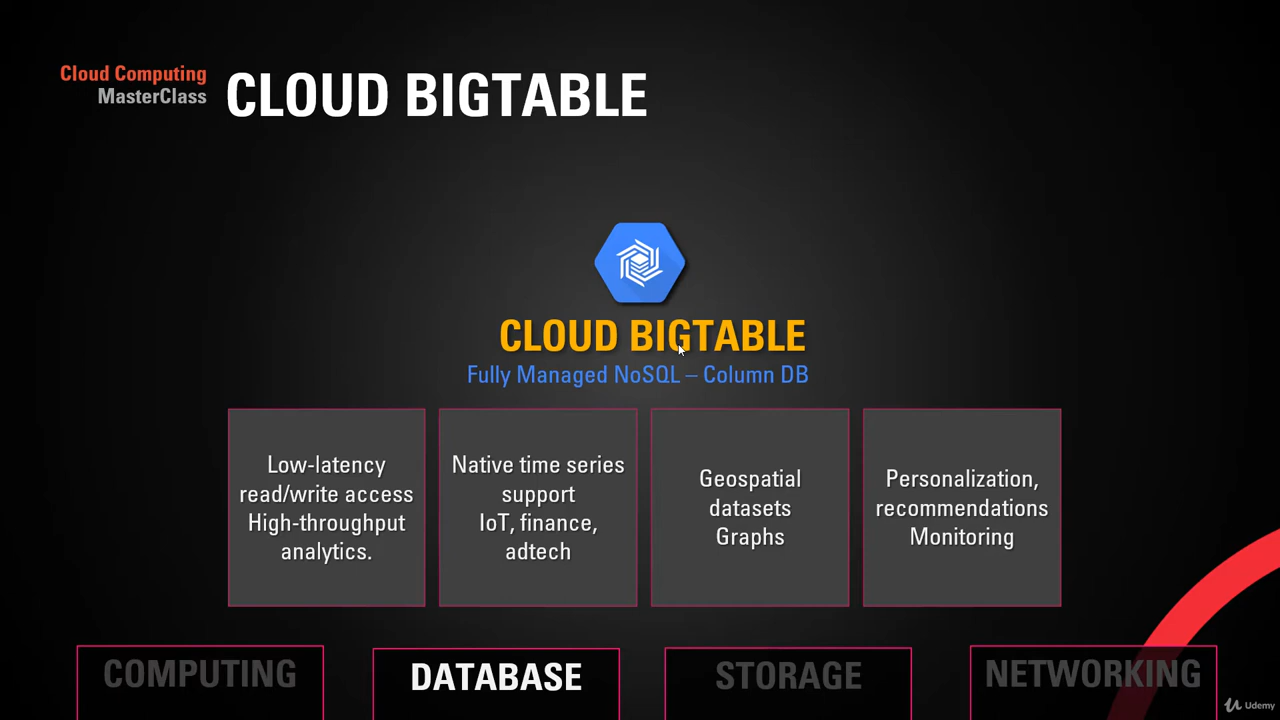 Cloud Computing
MasterClass
CLOUD BIGTABLE
CLOUD BIGTABLE
Fully Managed NoSQL – Column DB
Low-latency
read/write access
High-throughput
analytics.
Native time series
support
IoT, finance,
adtech
Geospatial
datasets
Graphs
Personalization,
recommendations
Monitoring
COMPUTING
DATABASE
STORAGE
NETWORKING
Udemy